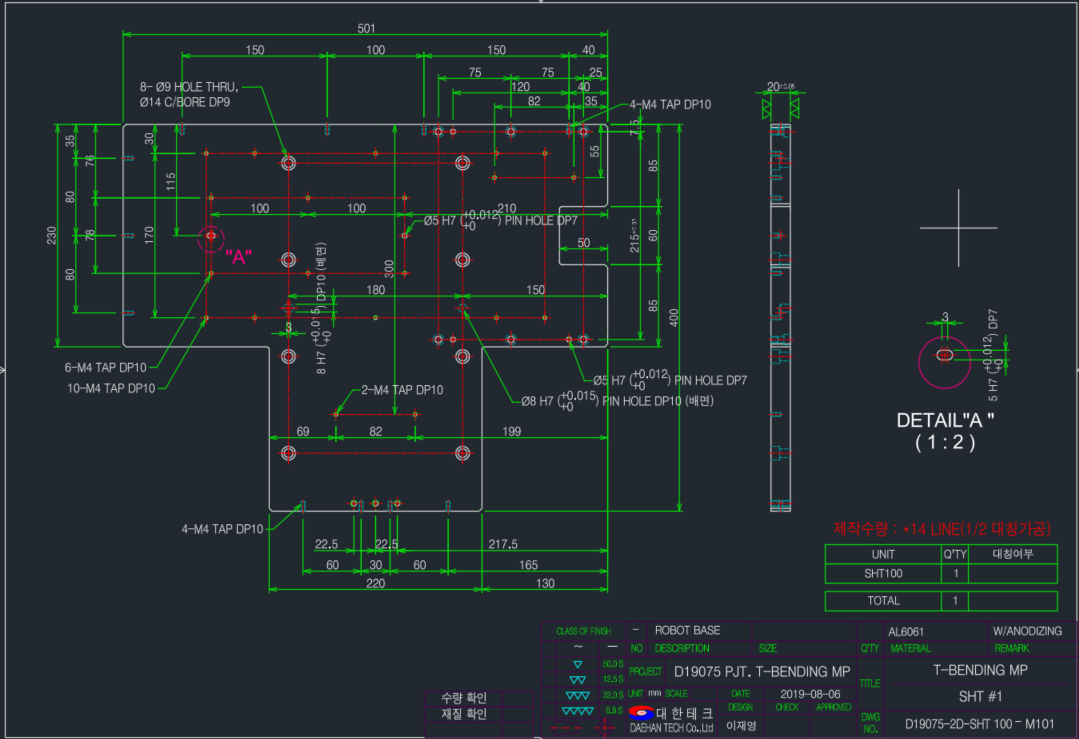 501
150
100
150
40
75
75
25
120
40
82
35
20±0.05
8- Ø9 HOLE THRU,
Ø14 C/BORE DP9
4-M4 TAP DP10
7.5
35
76
30
115
55
85
80
100
100
210
Ø5 H7 (+0.012/+0) PIN HOLE DP7
230
78
170
"A"
300
50
60
80
180
150
8 H7 (+0.015/+0) DP10 (배면)
3
85
400
6-M4 TAP DP10
10-M4 TAP DP10
2-M4 TAP DP10
Ø5 H7 (+0.012/+0) PIN HOLE DP7
Ø8 H7 (+0.015/+0) PIN HOLE DP10 (배면)
69
82
199
4-M4 TAP DP10
22.5
22.5
217.5
60
30
60
165
220
130
3
5 H7 (+0.012/+0) DP7
DETAIL"A "
( 1 : 2 )
제작수량 : *14 LINE(1/2 대칭가공)
UNIT Q'TY 대칭여부
SHT100 1
TOTAL 1
수량 확인
재질 확인
CLASS OF FINISH
~ —
50.0 S
12.5 S
0.8 S
- ROBOT BASE AL6061 W/ANODIZING
NO DESCRIPTION SIZE Q'TY MATERIAL REMARK
PROJECT D19075 PJT. T-BENDING MP
TITLE T-BENDING MP
SHT #1
UNIT mm SCALE DATE 2019-08-06
DESIGN CHECK APPROVED
대 한 테 크
DAEHAN TECH Co.,Ltd
이재영
DWG NO. D19075-2D-SHT 100 - M101